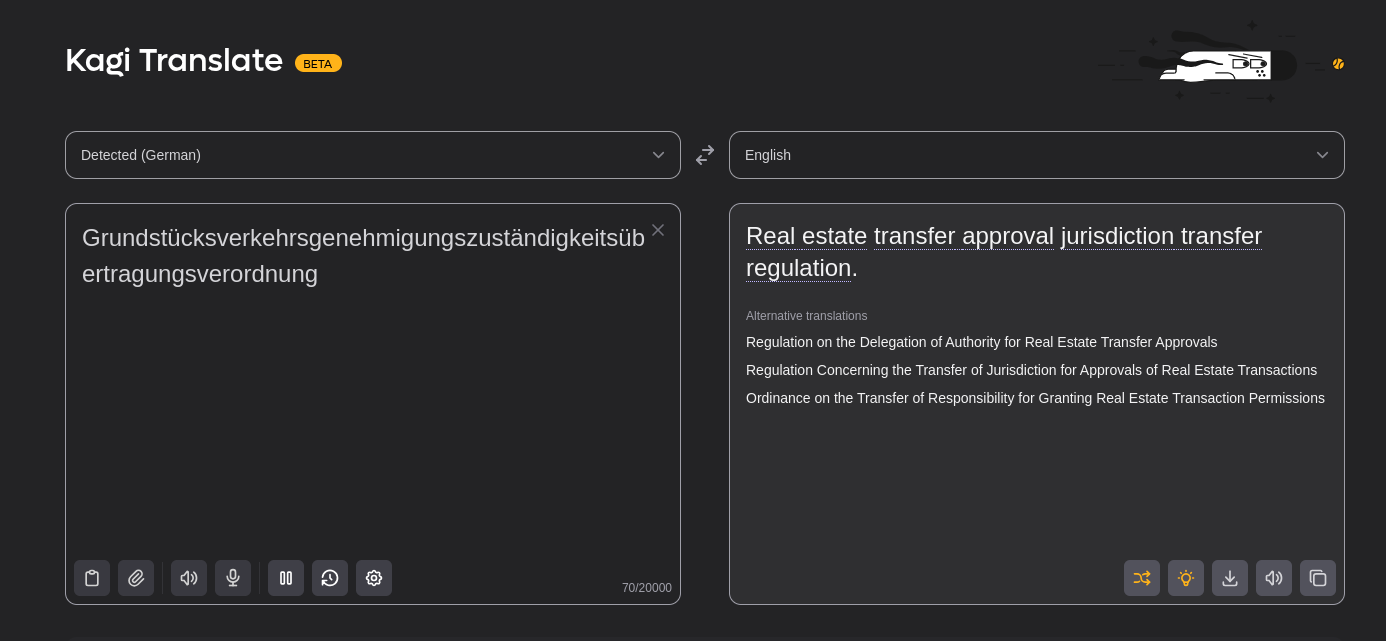 Kagi Translate BETA
Detected (German)
English
Grundstücksverkehrsgenehmigungszuständigkeitsüb
ertragungsverordnung
70/20000
Real estate transfer approval jurisdiction transfer
regulation.
Alternative translations
Regulation on the Delegation of Authority for Real Estate Transfer Approvals
Regulation Concerning the Transfer of Jurisdiction for Approvals of Real Estate Transactions
Ordinance on the Transfer of Responsibility for Granting Real Estate Transaction Permissions